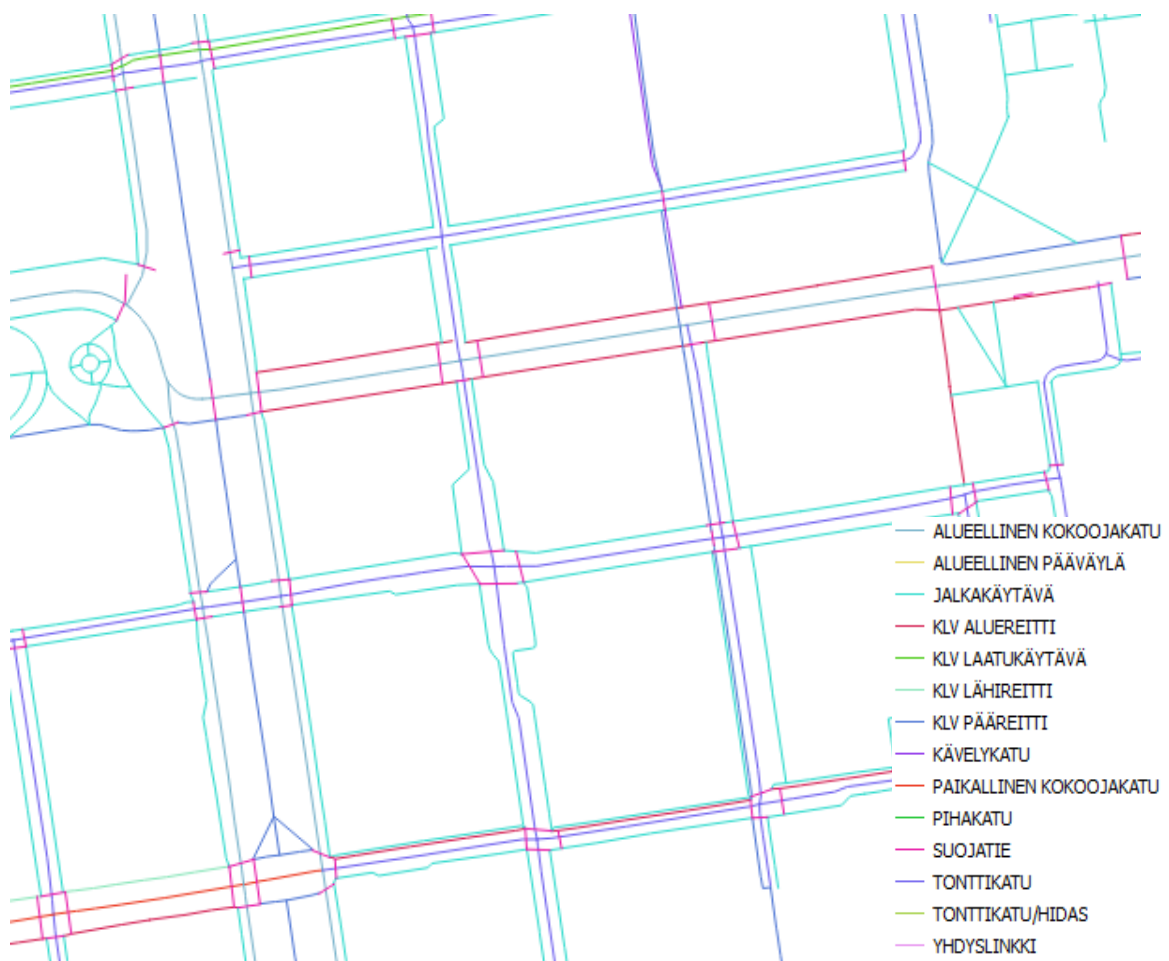 ALUEELLINEN KOKOOJAKATU
ALUEELLINEN PÄÄVÄYLÄ
JALKAKÄYTÄVÄ
KLV ALUEREITTI
KLV LAATUKÄYTÄVÄ
KLV LÄHIREITTI
KLV PÄÄREITTI
KÄVELYKATU
PAIKALLINEN KOKOOJAKATU
PIHAKATU
SUOJATIE
TONTTIKATU
TONTTIKATU/HIDAS
YHDYSLINKKI